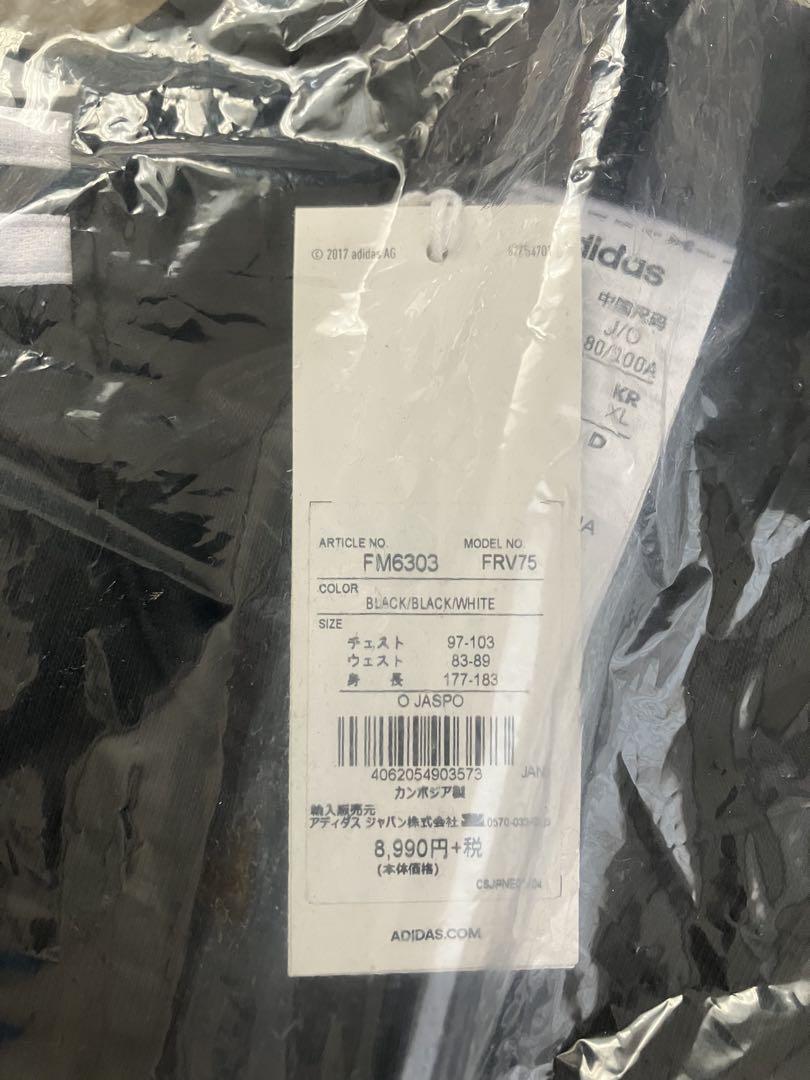 © 2017 adidas AG
adidas
中国尺码
J/O
80/100A
KR
XL
D
ARTICLE NO. MODEL NO.
FM6303 FRV75
COLOR
BLACK/BLACK/WHITE
SIZE
チェスト 97-103
ウェスト 83-89
身 長 177-183
O JASPO
4062054903573 JAN
カンボジア製
輸入販売元
アディダス ジャパン株式会社
8,990円+税
(本体価格)
ADIDAS.COM